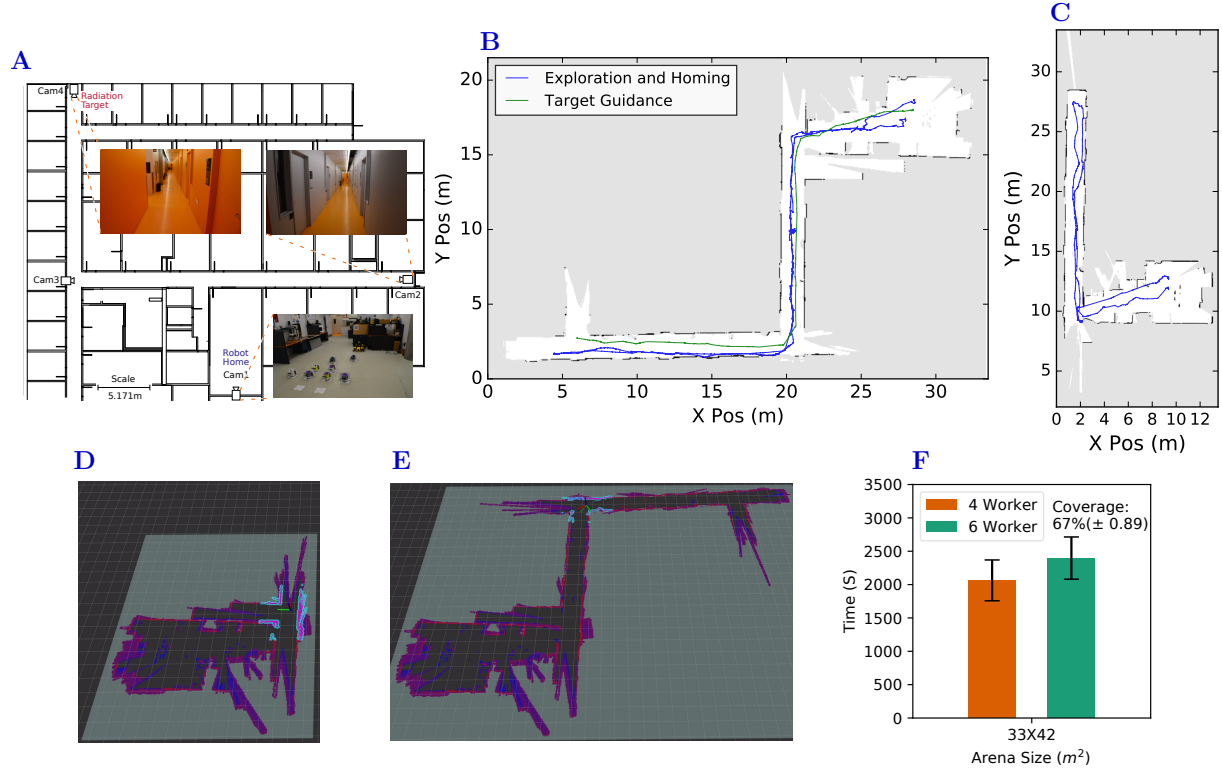 A
Cam4
Radiation
Target
Cam3
Cam2
Robot
Home
Cam1
Scale
5.171m
B
Exploration and Homing
Target Guidance
20
15
10
5
0
Y Pos (m)
0 5 10 15 20 25 30
X Pos (m)
C
30
25
20
15
10
5
Y Pos (m)
0 2 4 6 8 10 12
X Pos (m)
D
E
F
3500
3000
2500
2000
1500
1000
500
0
Time (S)
4 Worker
6 Worker
Coverage:
67%(± 0.89)
33X42
Arena Size (m²)